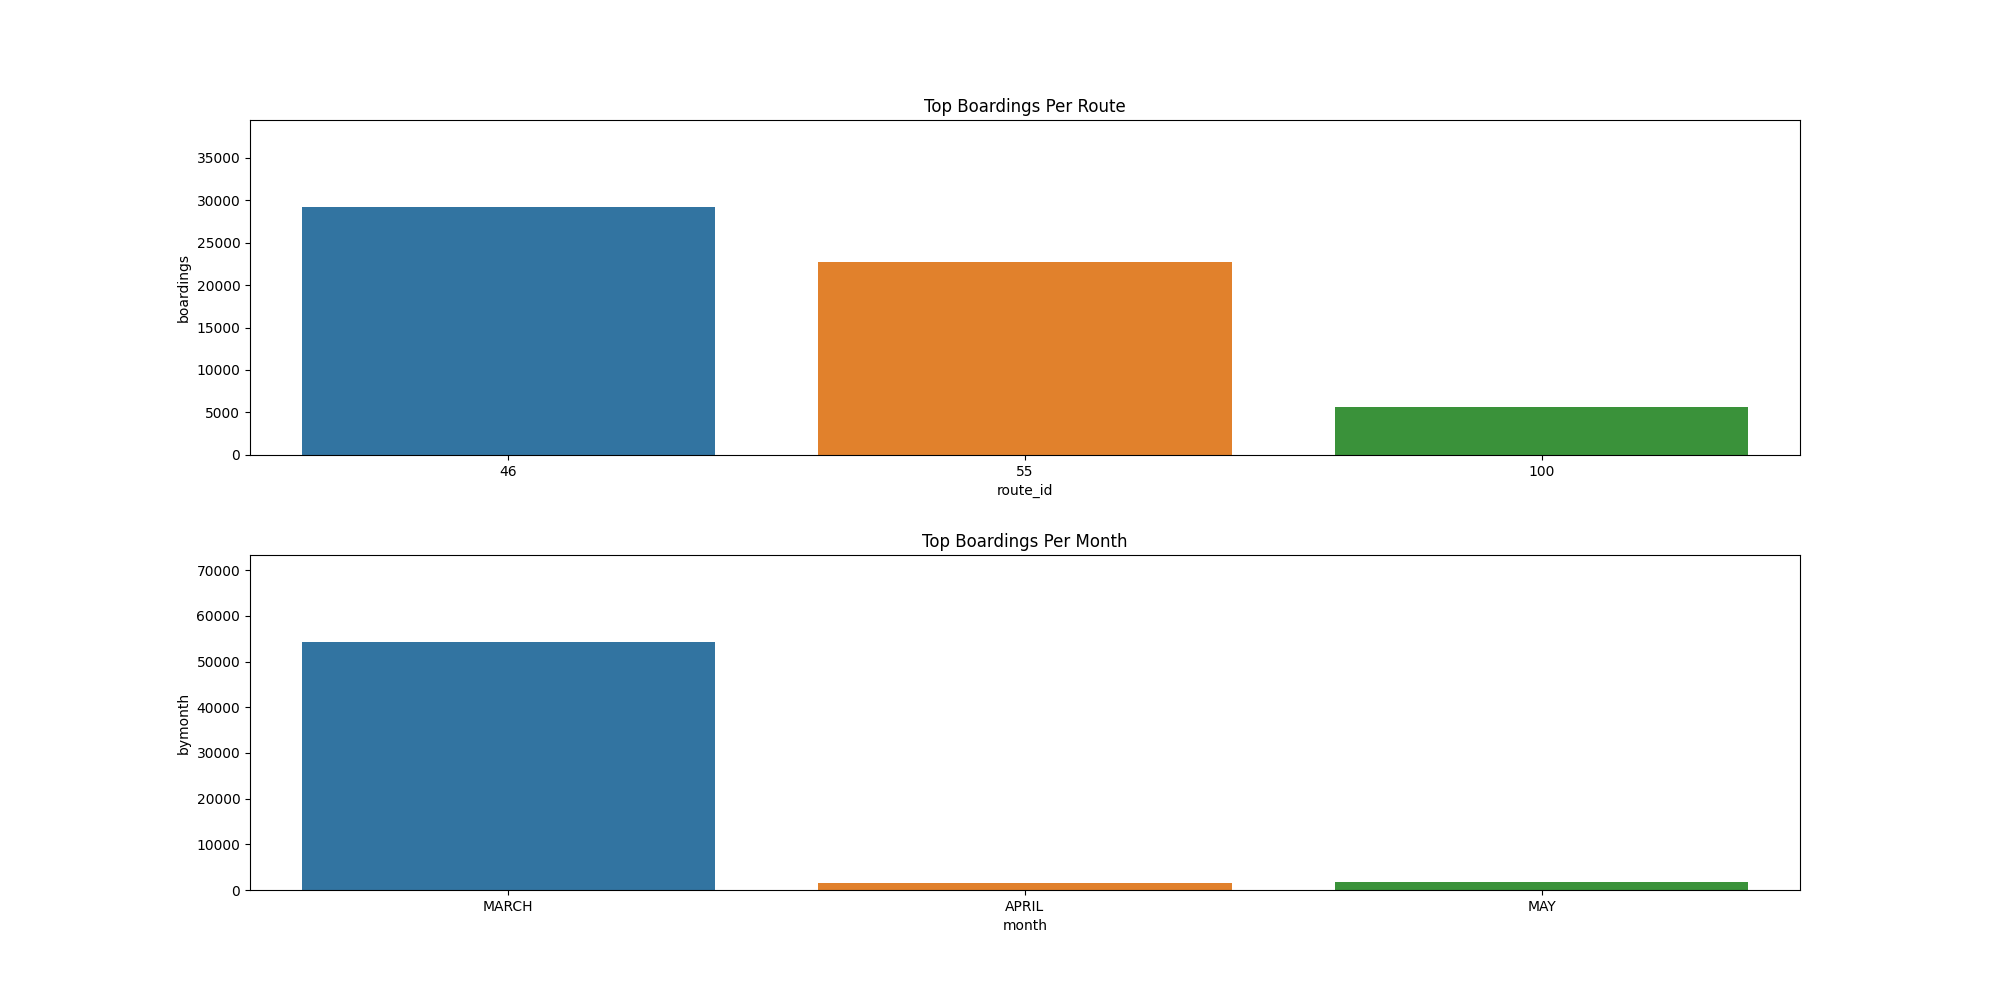 Top Boardings Per Route
35000
30000
25000
20000
15000
10000
5000
0
boardings
46 55 100
route_id
Top Boardings Per Month
70000
60000
50000
40000
30000
20000
10000
0
bymonth
MARCH APRIL MAY
month